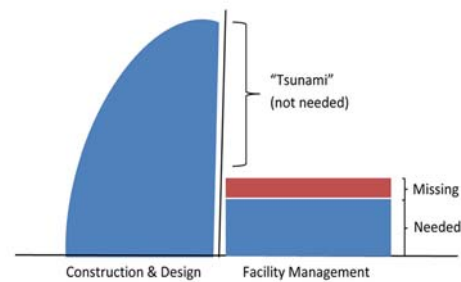 “Tsunami”
(not needed)
Missing
Needed
Construction & Design
Facility Management